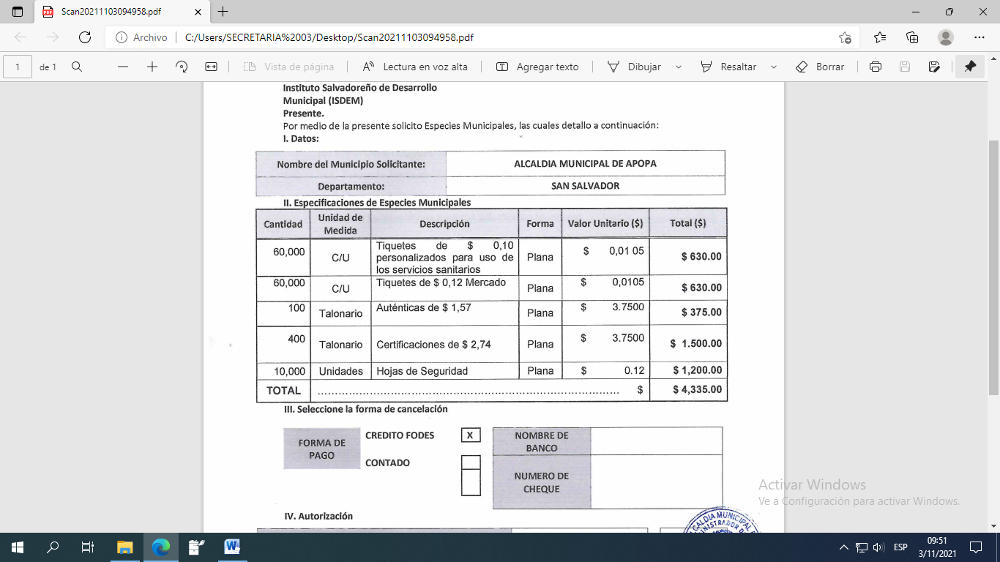 Scan20211103094958.pdf
Archivo
C:/Users/SECRETARIA%2003/Desktop/Scan20211103094958.pdf
1
de 1
Vista de página
Lectura en voz alta
Agregar texto
Dibujar
Resaltar
Borrar
Instituto Salvadoreño de Desarrollo
Municipal (ISDEM)
Presente.
Por medio de la presente solicito Especies Municipales, las cuales detallo a continuación:
I. Datos:
Nombre del Municipio Solicitante: ALCALDIA MUNICIPAL DE APOPA
Departamento: SAN SALVADOR
II. Especificaciones de Especies Municipales
Cantidad Unidad de Medida Descripción Forma Valor Unitario ($) Total ($)
60,000 C/U Tiquetes de $ 0,10 personalizados para uso de los servicios sanitarios Plana $ 0,01 05 $ 630.00
60,000 C/U Tiquetes de $ 0,12 Mercado Plana $ 0,0105 $ 630.00
100 Talonario Auténticas de $ 1,57 Plana $ 3.7500 $ 375.00
400 Talonario Certificaciones de $ 2,74 Plana $ 3.7500 $ 1.500.00
10,000 Unidades Hojas de Seguridad Plana $ 0.12 $ 1,200.00
TOTAL ........................................................................ $ $ 4,335.00
III. Seleccione la forma de cancelación
FORMA DE PAGO
CREDITO FODES X
CONTADO
NOMBRE DE BANCO
NUMERO DE CHEQUE
IV. Autorización
Activar Windows
Ve a Configuración para activar Windows.
ESP
09:51
3/11/2021